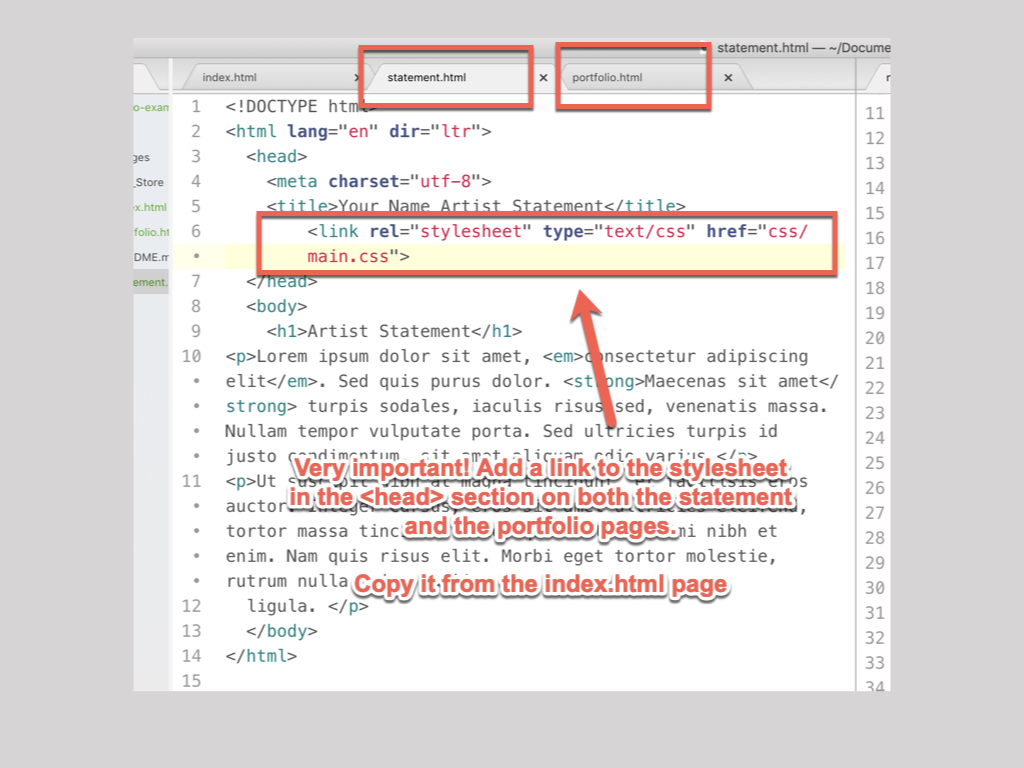 statement.html — ~/Docume
index.html × statement.html × portfolio.html ×
o-exam
ges
_Store
x.html
folio.ht
DME.m
ement.
1 <!DOCTYPE html>
2 <html lang="en" dir="ltr">
3 <head>
4 <meta charset="utf-8">
5 <title>Your Name Artist Statement</title>
6 <link rel="stylesheet" type="text/css" href="css/
• main.css">
7 </head>
8 <body>
9 <h1>Artist Statement</h1>
10 <p>Lorem ipsum dolor sit amet, <em>consectetur adipiscing
• elit</em>. Sed quis purus dolor. <strong>Maecenas sit amet</
• strong> turpis sodales, iaculis risus sed, venenatis massa.
• Nullam tempor vulputate porta. Sed ultricies turpis id
• justo condimentum, sit amet aliquam odio varius.</p>
11 <p>Ut
• auctor.
• tortor massa tinc mi nibh et
• enim. Nam quis risus elit. Morbi eget tortor molestie,
• rutrum nulla
12 ligula. </p>
13 </body>
14 </html>
15
Very important! Add a link to the stylesheet
in the <head> section on both the statement
and the portfolio pages.
Copy it from the index.html page
11
12
13
14
15
16
17
18
19
20
21
22
23
24
25
26
27
28
29
30
31
32
33
34